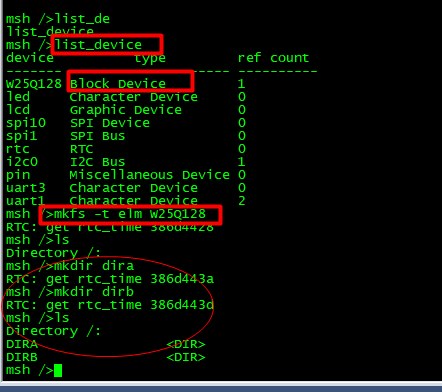 msh />list_de
list_device
msh />list_device
device type ref count
------- -------------------- ----------
W25Q128 Block Device 1
led Character Device 0
lcd Graphic Device 0
spi10 SPI Device 0
spi1 SPI Bus 0
rtc RTC 0
i2c0 I2C Bus 1
pin Miscellaneous Device 0
uart3 Character Device 0
uart1 Character Device 2
msh />mkfs -t elm W25Q128
RTC: get rtc_time 386d4428
msh />ls
Directory /:
msh />mkdir dira
RTC: get rtc_time 386d443a
msh />mkdir dirb
RTC: get rtc_time 386d443d
msh />ls
Directory /:
DIRA <DIR>
DIRB <DIR>
msh />